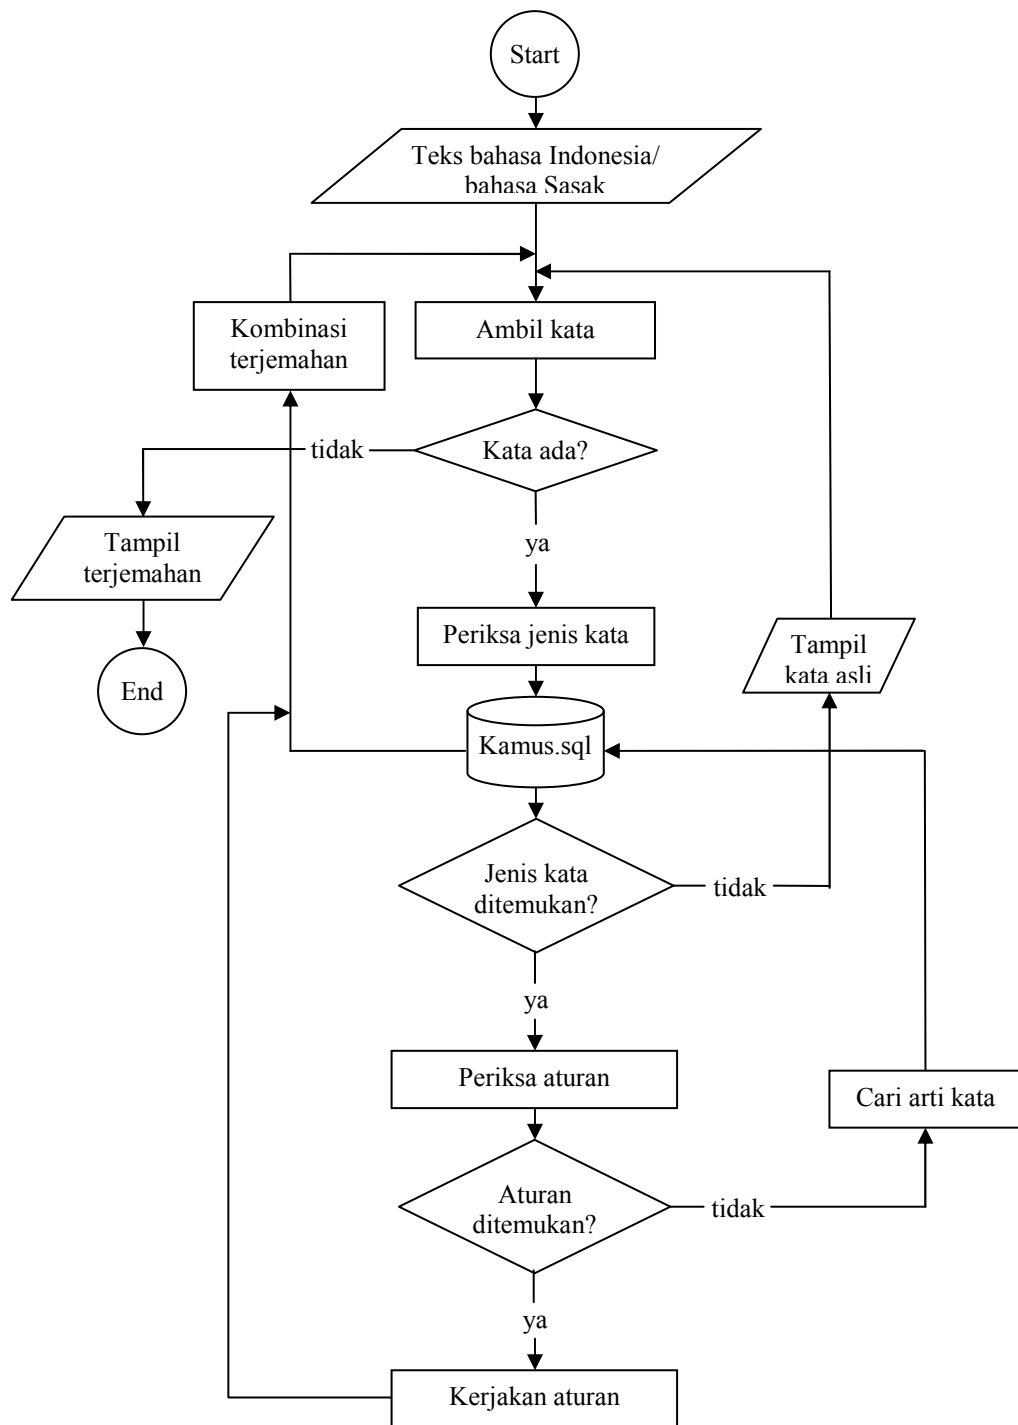 Start
Teks bahasa Indonesia/
bahasa Sasak
Kombinasi
terjemahan
Ambil kata
tidak
Kata ada?
Tampil
terjemahan
ya
Periksa jenis kata
Tampil
kata asli
End
Kamus.sql
Jenis kata
ditemukan?
tidak
ya
Periksa aturan
Cari arti kata
Aturan
ditemukan?
tidak
ya
Kerjakan aturan